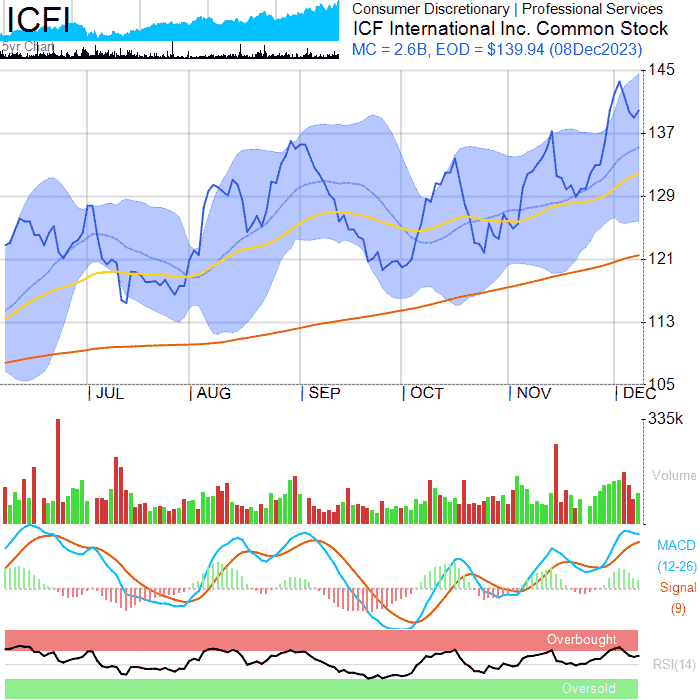 ICFI
5yr Chart
Consumer Discretionary | Professional Services
ICF International Inc. Common Stock
MC = 2.6B, EOD = $139.94 (08Dec2023)
145
137
129
121
113
105
JUL AUG SEP OCT NOV DEC
335k
Volume
MACD
(12-26)
Signal
(9)
Overbought
RSI(14)
Oversold